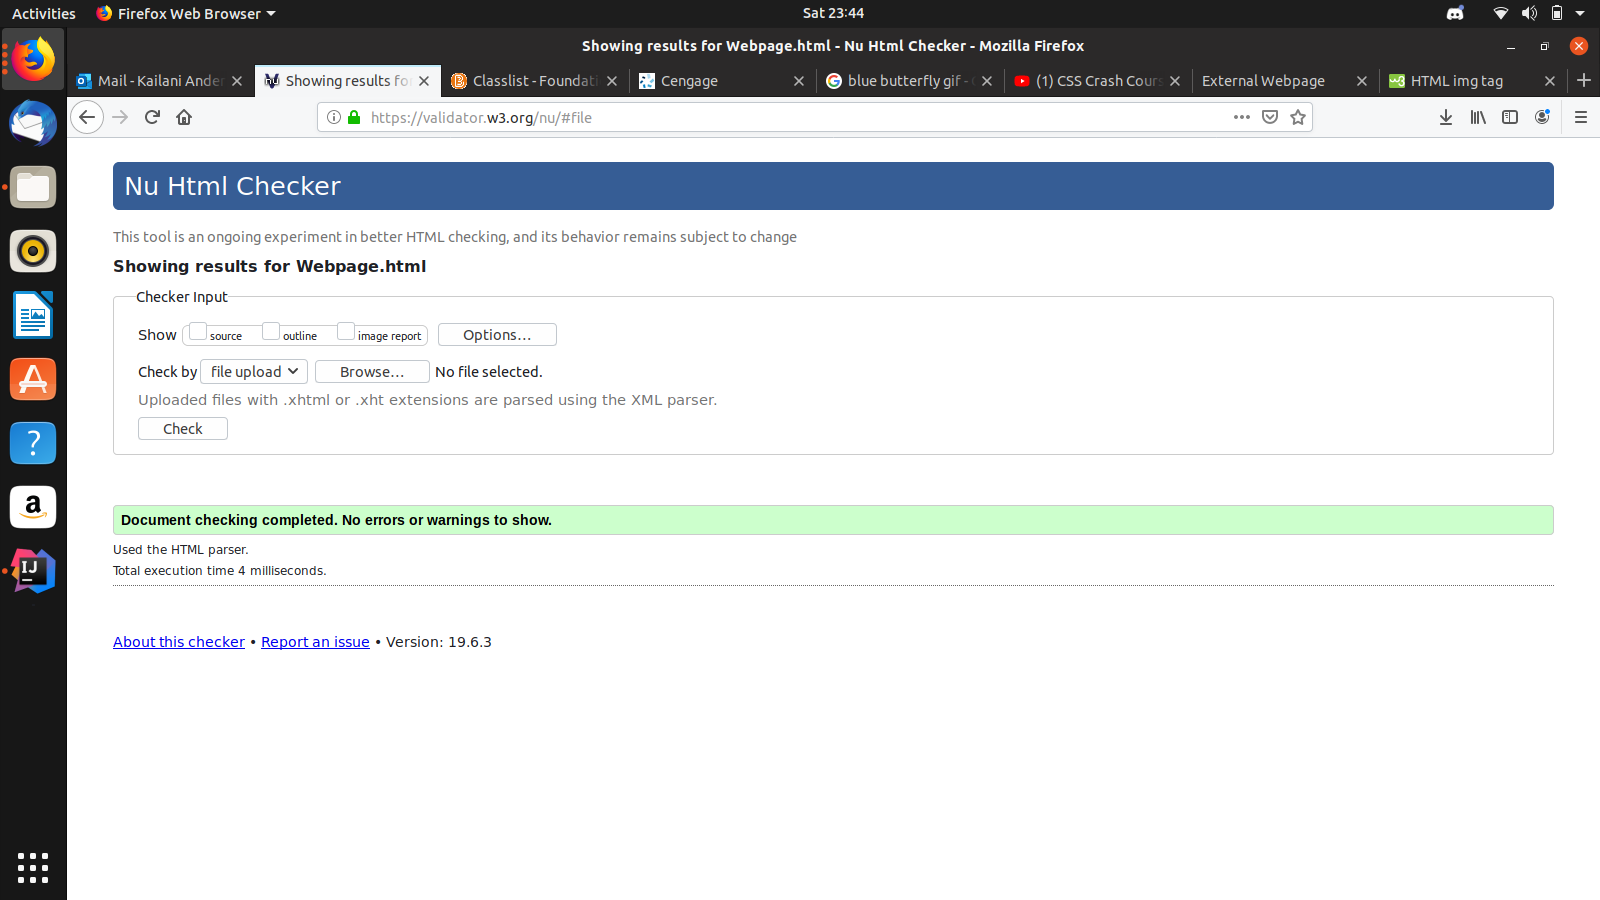 Activities Firefox Web Browser Sat 23:44
Showing results for Webpage.html - Nu Html Checker - Mozilla Firefox
Mail - Kailani Ander Showing results fo Classlist - Foundati Cengage blue butterfly gif - (1) CSS Crash Cours External Webpage HTML img tag
https://validator.w3.org/nu/#file
Nu Html Checker
This tool is an ongoing experiment in better HTML checking, and its behavior remains subject to change
Showing results for Webpage.html
Checker Input
Show source outline image report Options...
Check by file upload Browse... No file selected.
Uploaded files with .xhtml or .xht extensions are parsed using the XML parser.
Check
Document checking completed. No errors or warnings to show.
Used the HTML parser.
Total execution time 4 milliseconds.
About this checker • Report an issue • Version: 19.6.3
?
a
IJ